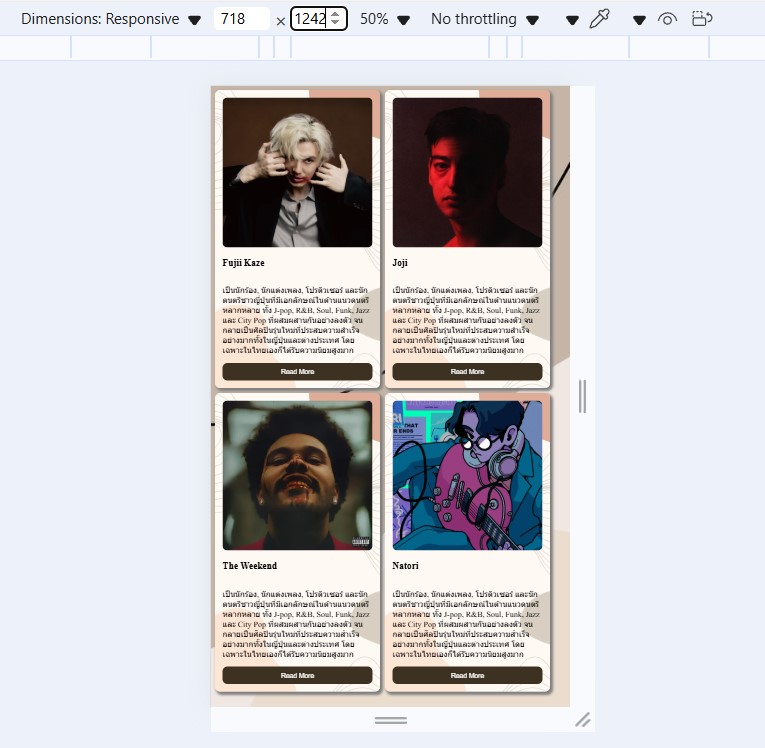 Dimensions: Responsive 718 × 1242 50% No throttling
Fujii Kaze
เป็นนักร้อง, นักแต่งเพลง, โปรดิวเซอร์ และนัก
ดนตรีชาวญี่ปุ่นที่มีเอกลักษณ์ในด้านแนวดนตรี
หลากหลาย ทั้ง J-pop, R&B, Soul, Funk, Jazz
และ City Pop ที่ผสมผสานกันอย่างลงตัว จน
กลายเป็นศิลปินรุ่นใหม่ที่ประสบความสำเร็จ
อย่างมากทั้งในญี่ปุ่นและต่างประเทศ โดย
เฉพาะในไทยเองก็ได้รับความนิยมสูงมาก
Read More
Joji
เป็นนักร้อง, นักแต่งเพลง, โปรดิวเซอร์ และนัก
ดนตรีชาวญี่ปุ่นที่มีเอกลักษณ์ในด้านแนวดนตรี
หลากหลาย ทั้ง J-pop, R&B, Soul, Funk, Jazz
และ City Pop ที่ผสมผสานกันอย่างลงตัว จน
กลายเป็นศิลปินรุ่นใหม่ที่ประสบความสำเร็จ
อย่างมากทั้งในญี่ปุ่นและต่างประเทศ โดย
เฉพาะในไทยเองก็ได้รับความนิยมสูงมาก
Read More
The Weekend
เป็นนักร้อง, นักแต่งเพลง, โปรดิวเซอร์ และนัก
ดนตรีชาวญี่ปุ่นที่มีเอกลักษณ์ในด้านแนวดนตรี
หลากหลาย ทั้ง J-pop, R&B, Soul, Funk, Jazz
และ City Pop ที่ผสมผสานกันอย่างลงตัว จน
กลายเป็นศิลปินรุ่นใหม่ที่ประสบความสำเร็จ
อย่างมากทั้งในญี่ปุ่นและต่างประเทศ โดย
เฉพาะในไทยเองก็ได้รับความนิยมสูงมาก
Read More
THAT
ENDS
Natori
เป็นนักร้อง, นักแต่งเพลง, โปรดิวเซอร์ และนัก
ดนตรีชาวญี่ปุ่นที่มีเอกลักษณ์ในด้านแนวดนตรี
หลากหลาย ทั้ง J-pop, R&B, Soul, Funk, Jazz
และ City Pop ที่ผสมผสานกันอย่างลงตัว จน
กลายเป็นศิลปินรุ่นใหม่ที่ประสบความสำเร็จ
อย่างมากทั้งในญี่ปุ่นและต่างประเทศ โดย
เฉพาะในไทยเองก็ได้รับความนิยมสูงมาก
Read More